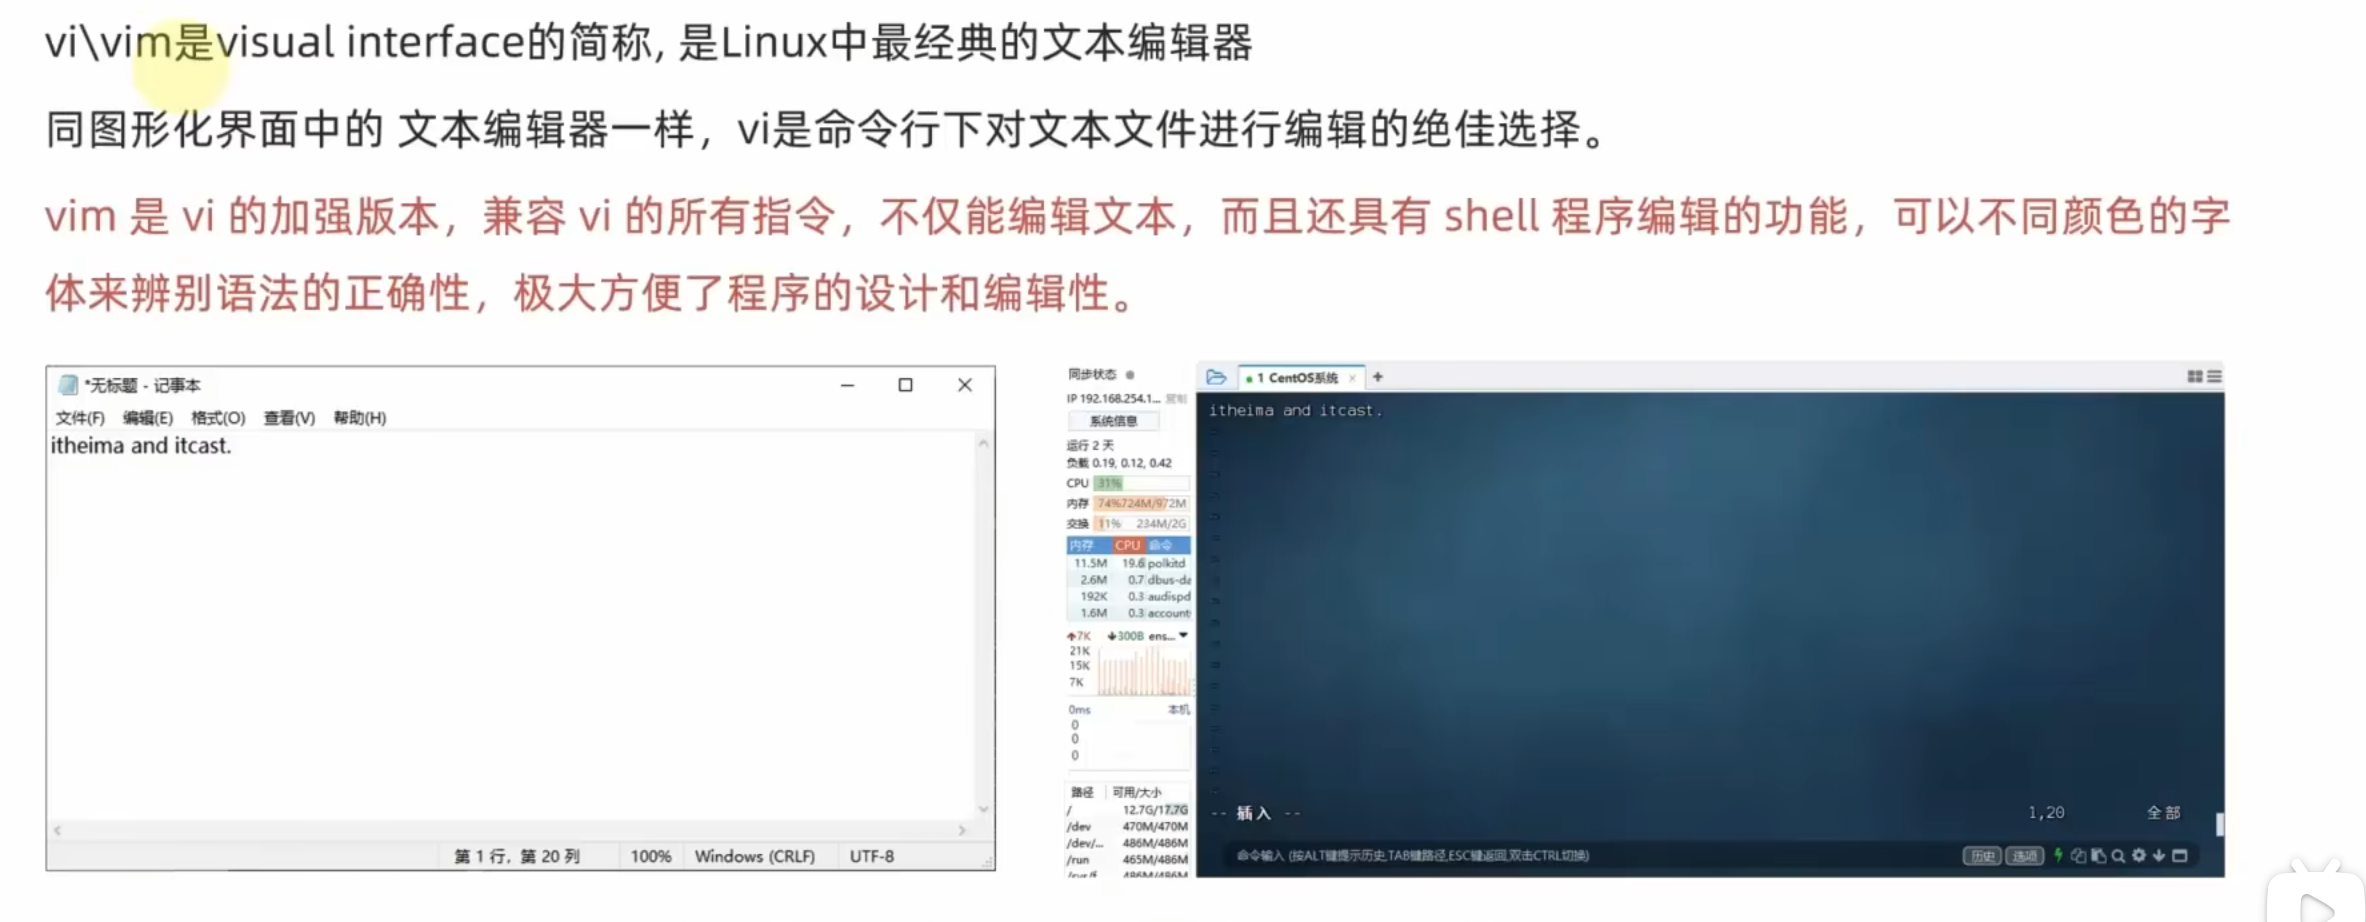 vi\vim是visual interface的简称, 是Linux中最经典的文本编辑器
同图形化界面中的 文本编辑器一样，vi是命令行下对文本文件进行编辑的绝佳选择。
vim 是 vi 的加强版本，兼容 vi 的所有指令，不仅能编辑文本，而且还具有 shell 程序编辑的功能，可以不同颜色的字
体来辨别语法的正确性，极大方便了程序的设计和编辑性。
*无标题 - 记事本
文件(F) 编辑(E) 格式(O) 查看(V) 帮助(H)
itheima and itcast.
第 1 行，第 20 列 100% Windows (CRLF) UTF-8
同步状态
IP 192.168.254.1... 复制
系统信息
运行 2 天
负载 0.19, 0.12, 0.42
CPU 31%
内存 74% 724M/972M
交换 11% 234M/2G
内存 CPU 命令
11.5M 19.6 polkitd
2.6M 0.7 dbus-da
192K 0.3 audispd
1.6M 0.3 account
7K 300B ens...
21K
15K
7K
0ms 本机
0
0
0
路径 可用/大小
/ 12.7G/17.7G
/dev 470M/470M
/dev/... 486M/486M
/run 465M/486M
486M/486M
1 CentOS系统
itheima and itcast.
-- 插入 -- 1,20 全部
命令输入 (按ALT键提示历史,TAB键路径,ESC键返回,双击CTRL切换) 历史 选项